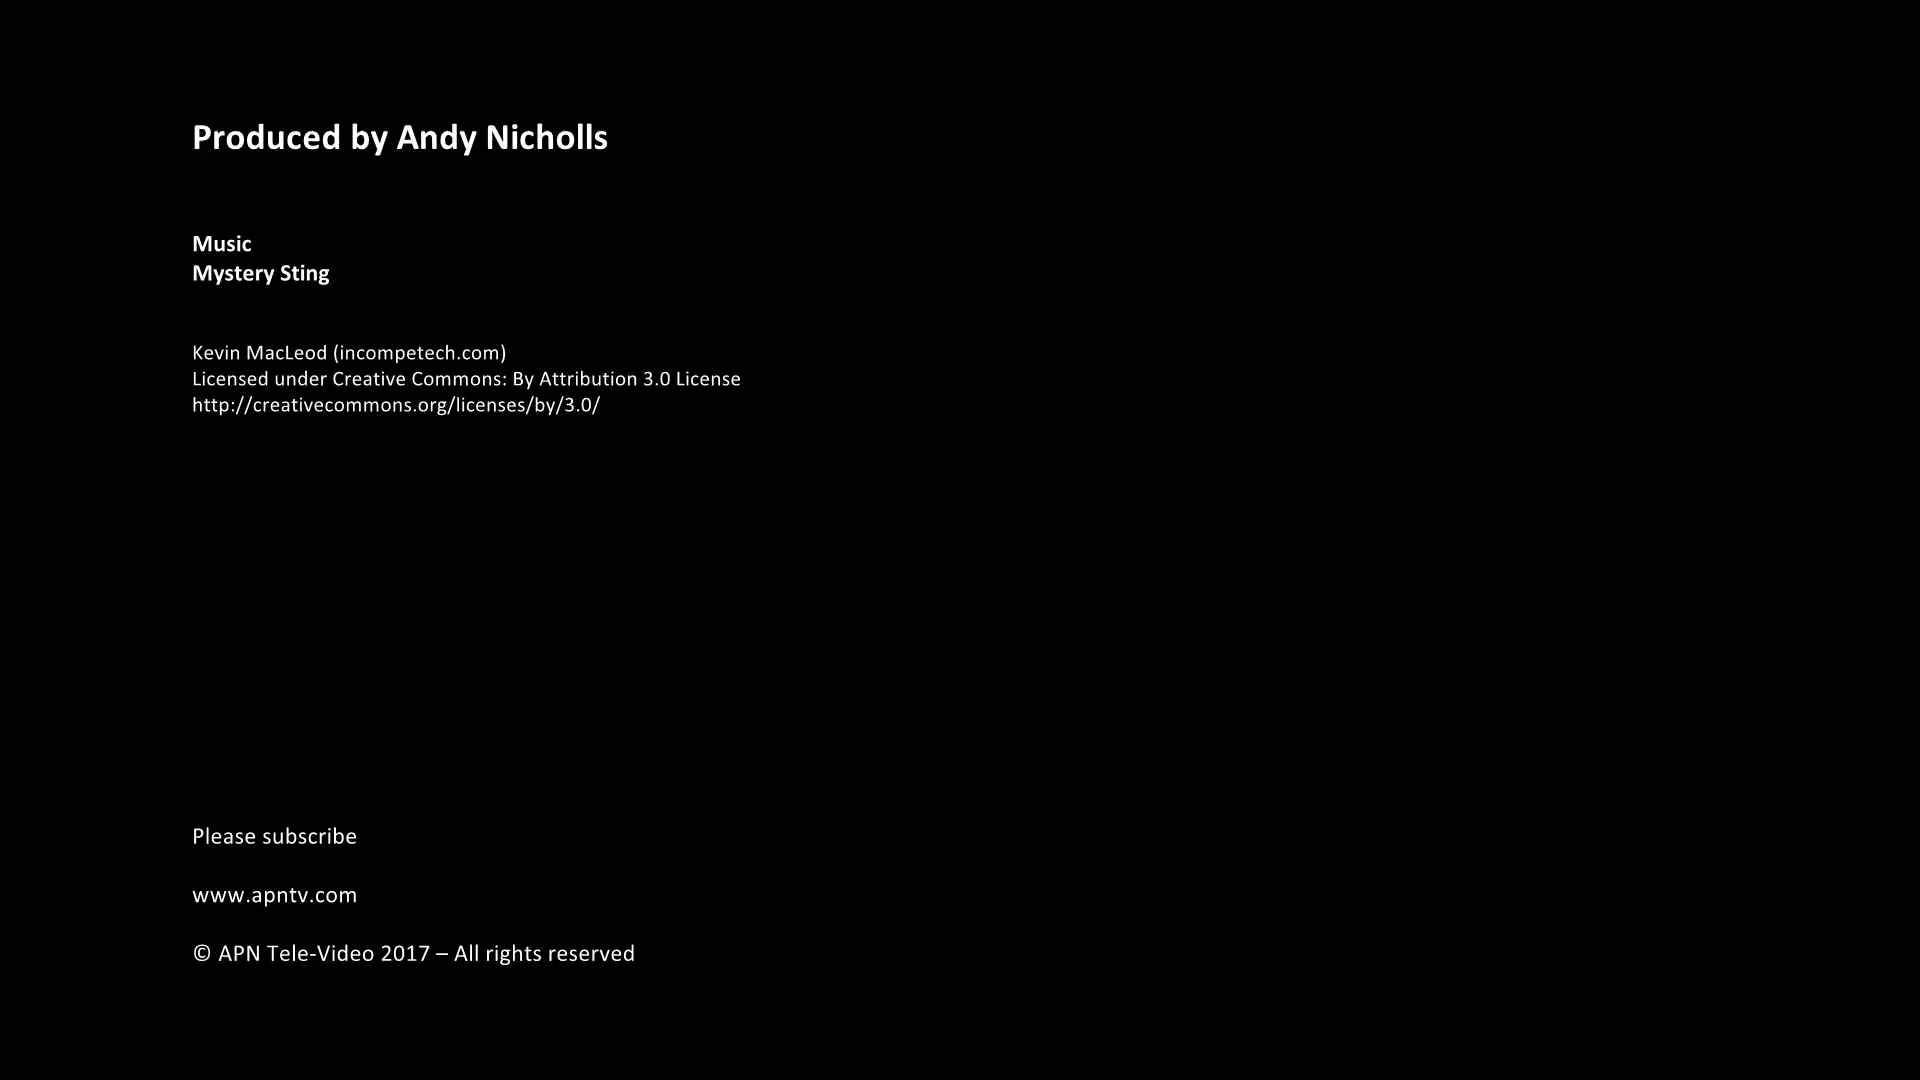 Produced by Andy Nicholls
Music
Mystery Sting
Kevin MacLeod (incompetech.com)
Licensed under Creative Commons: By Attribution 3.0 License
http://creativecommons.org/licenses/by/3.0/
Please subscribe
www.apntv.com
© APN Tele-Video 2017 – All rights reserved